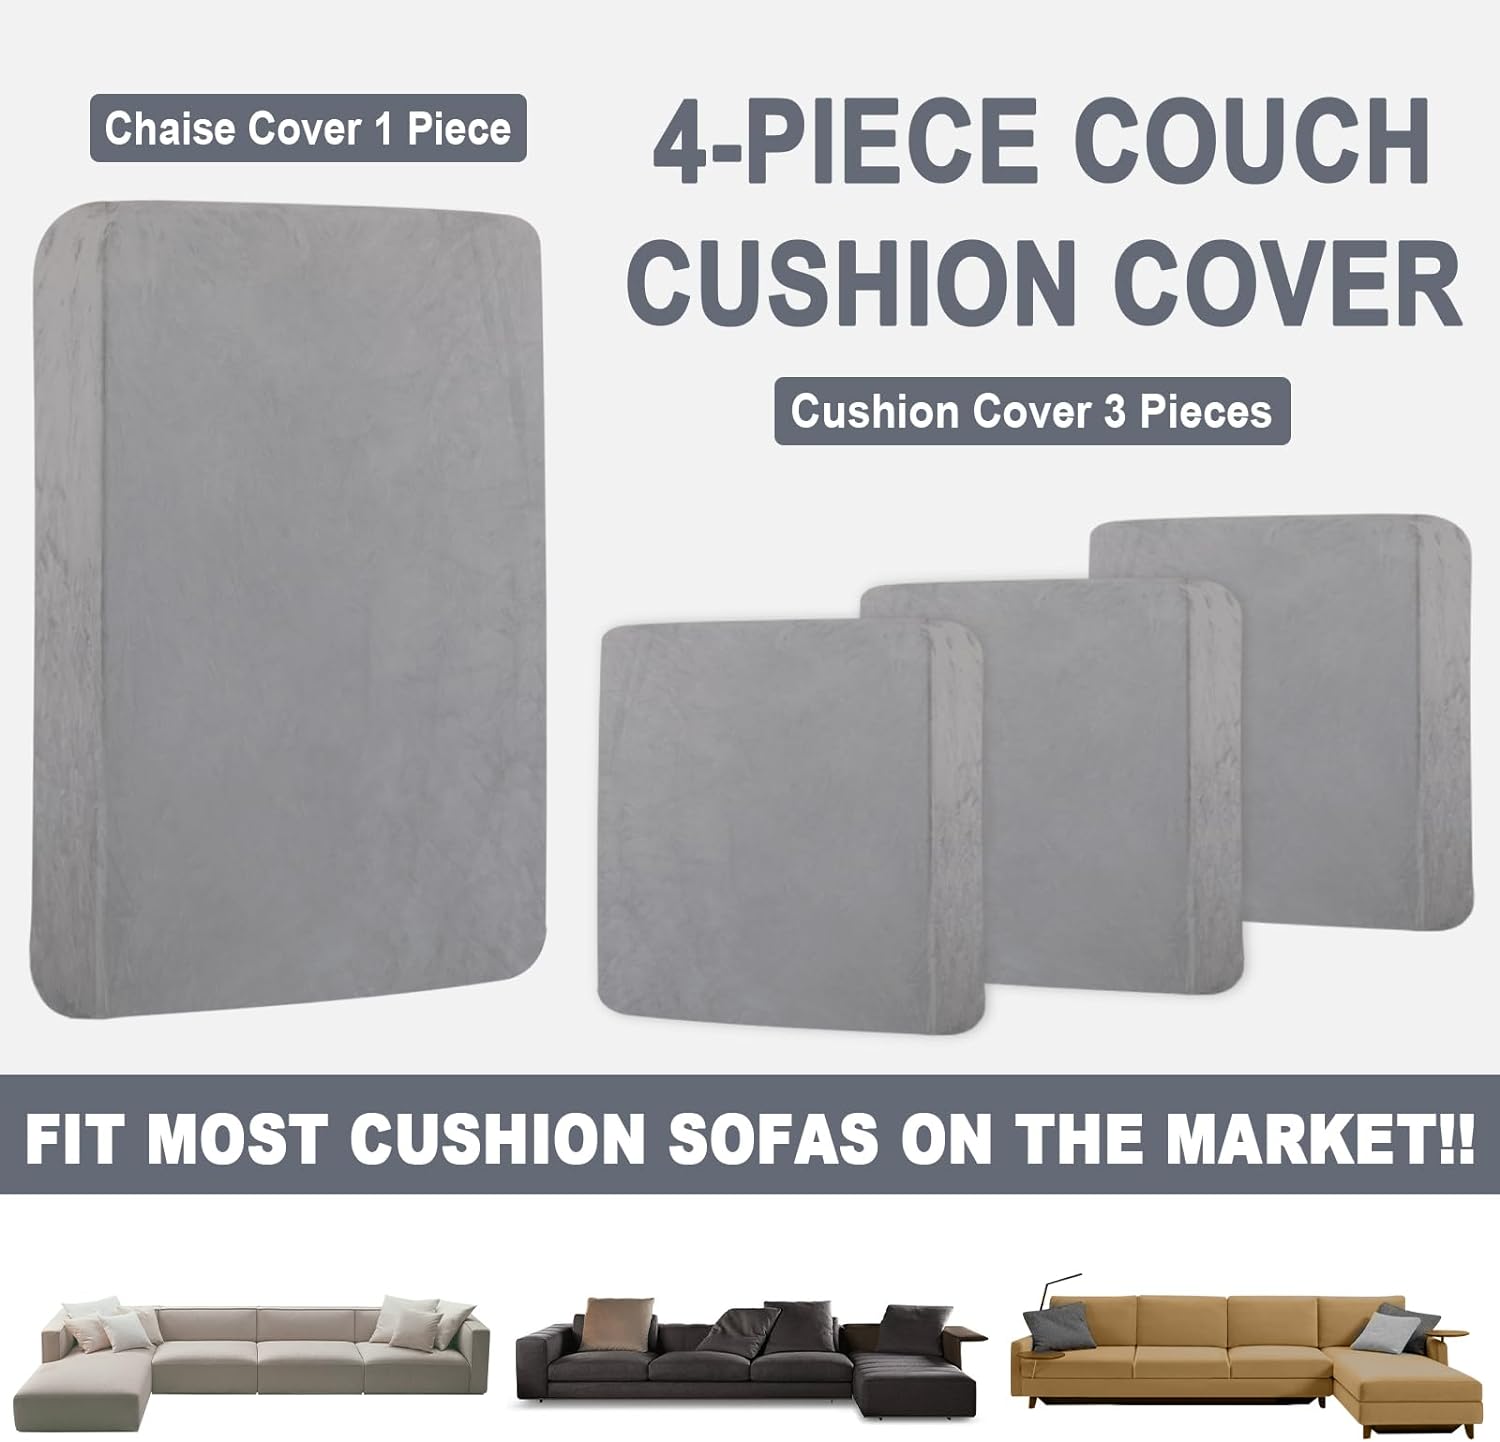 Chaise Cover 1 Piece
4-PIECE COUCH
CUSHION COVER
Cushion Cover 3 Pieces
FIT MOST CUSHION SOFAS ON THE MARKET!!